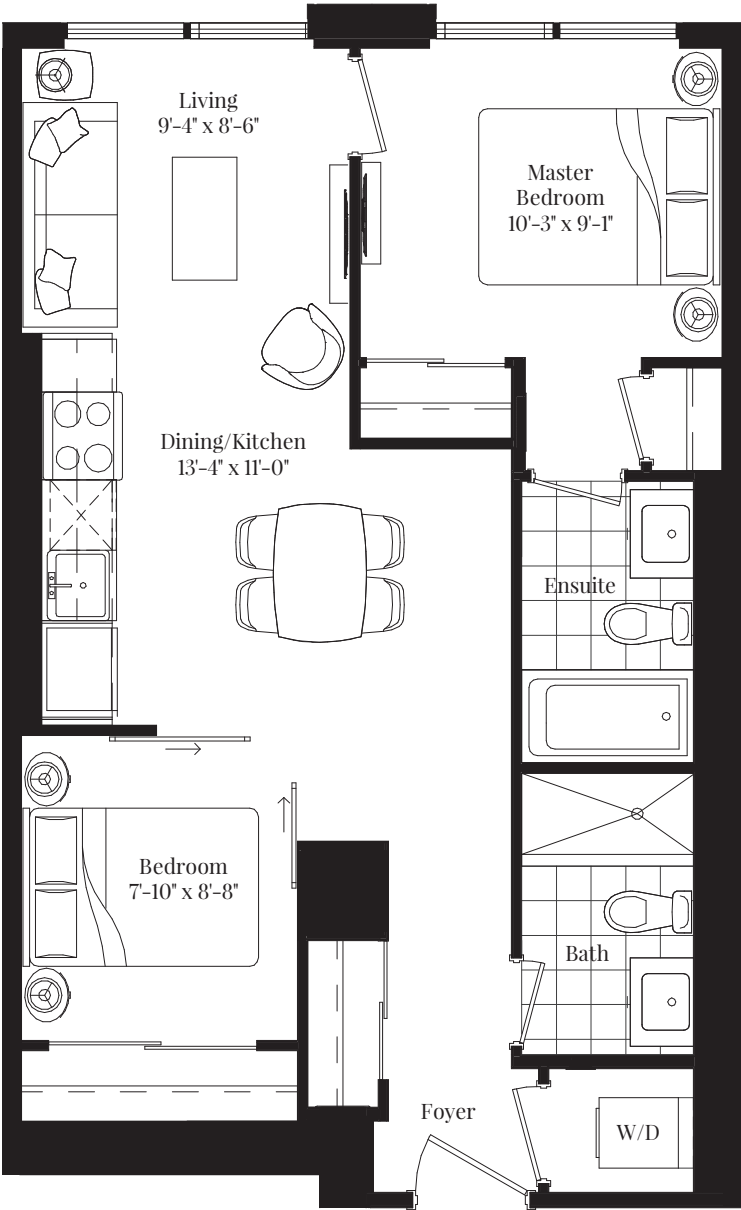 Living
9'-4" x 8'-6"
Master
Bedroom
10'-3" x 9'-1"
Dining/Kitchen
13'-4" x 11'-0"
Ensuite
Bedroom
7'-10" x 8'-8"
Bath
Foyer
W/D